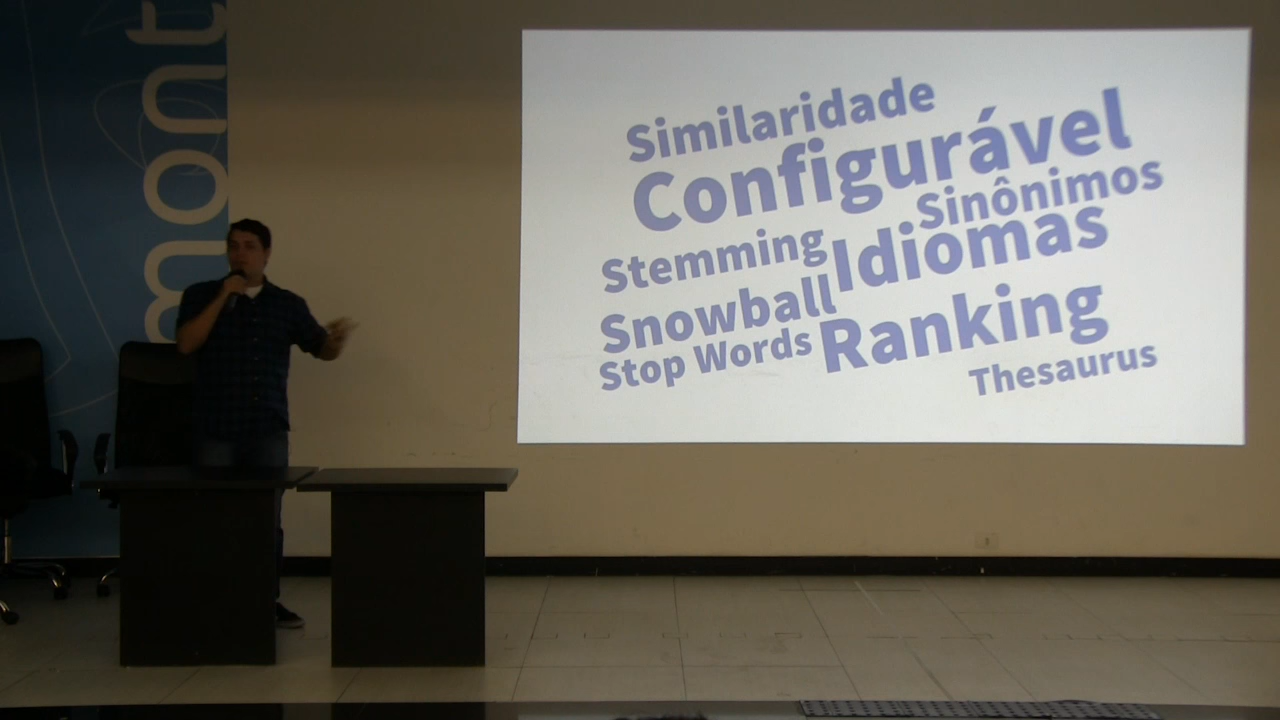 mont
Similaridade
Configurável
Sinônimos
Stemming
Idiomas
Snowball
Ranking
Stop Words
Thesaurus